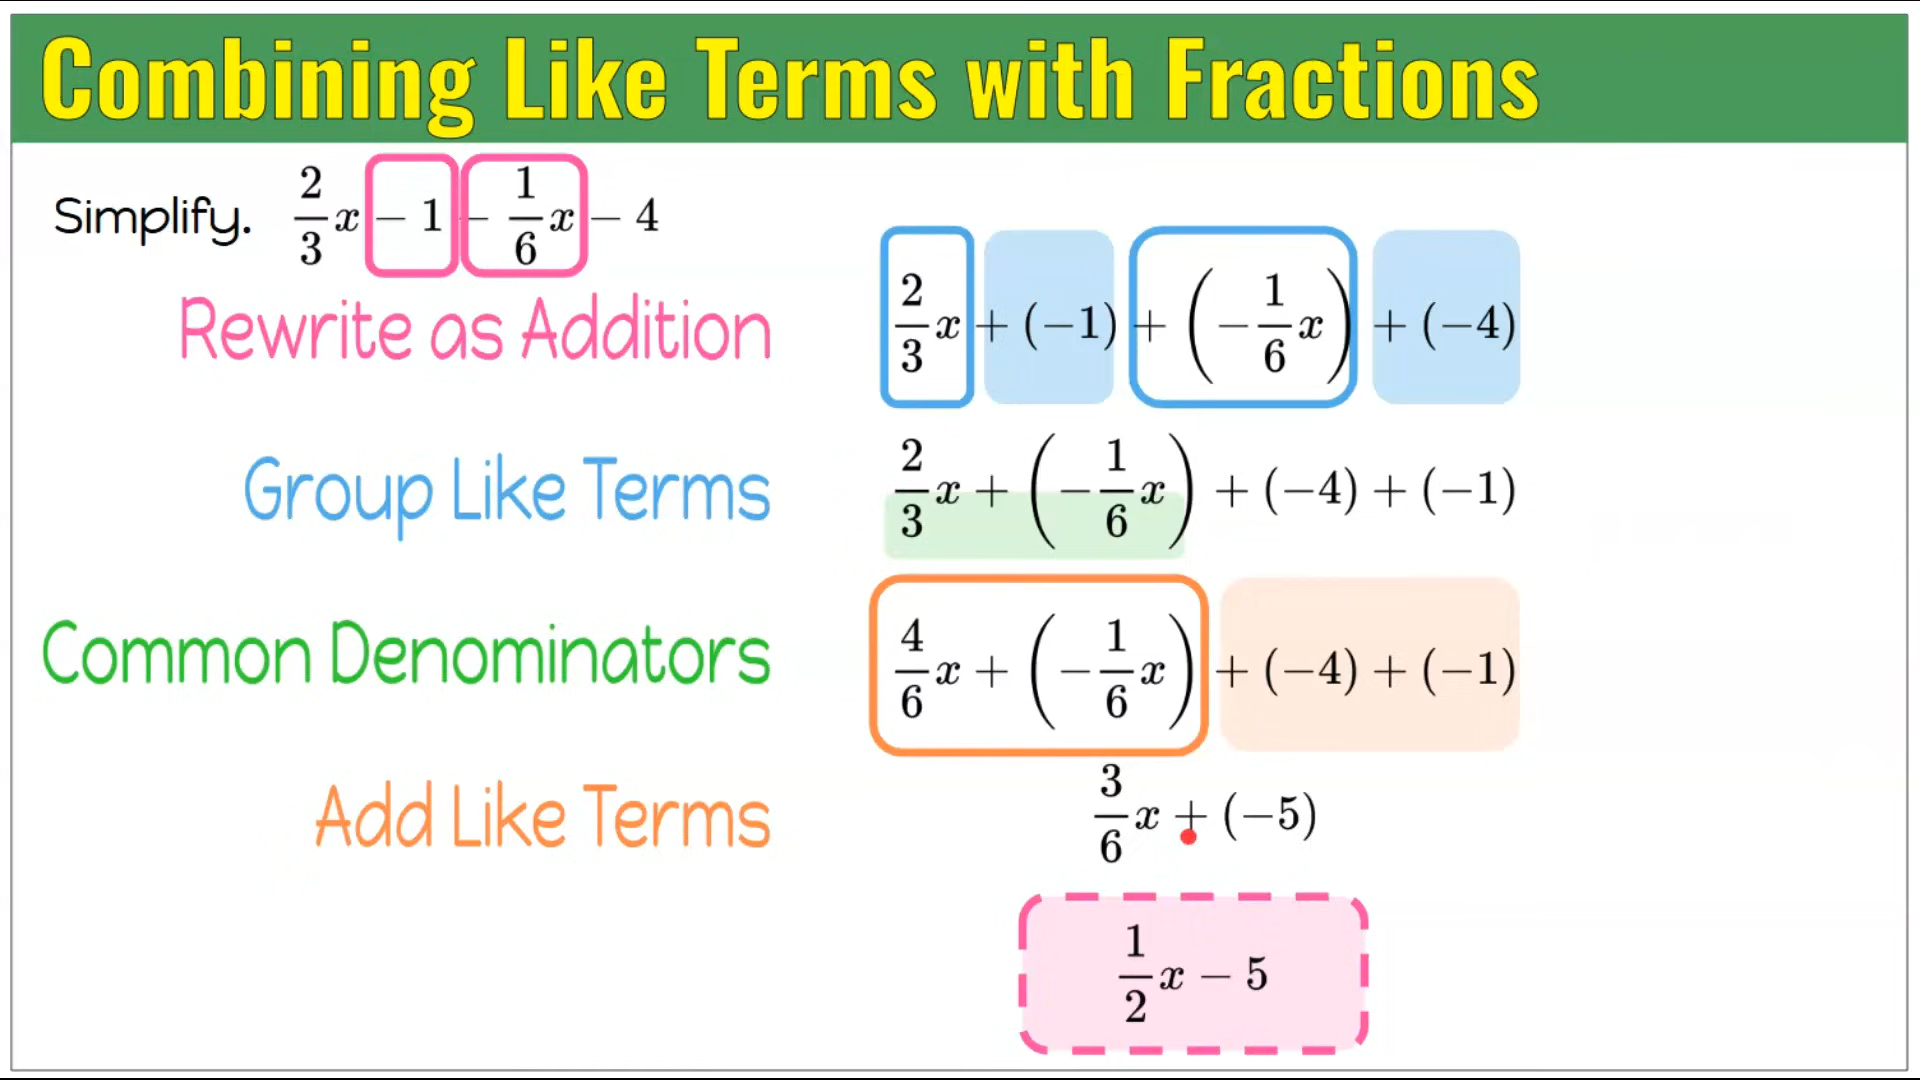 Combining Like Terms with Fractions
Simplify. 2/3 x − 1 − 1/6 x − 4
Rewrite as Addition
2/3 x + (−1) + (−1/6 x) + (−4)
Group Like Terms
2/3 x + (−1/6 x) + (−4) + (−1)
Common Denominators
4/6 x + (−1/6 x) + (−4) + (−1)
Add Like Terms
3/6 x + (−5)
1/2 x − 5